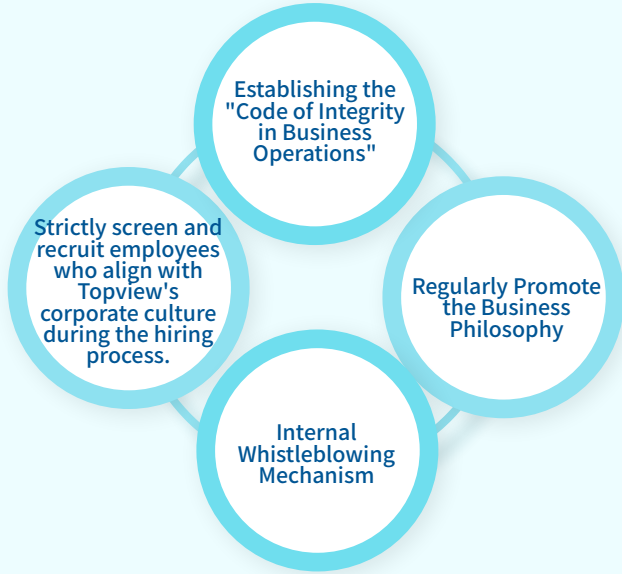 Establishing the
"Code of Integrity
in Business
Operations"
Strictly screen and
recruit employees
who align with
Topview's
corporate culture
during the hiring
process.
Regularly Promote
the Business
Philosophy
Internal
Whistleblowing
Mechanism